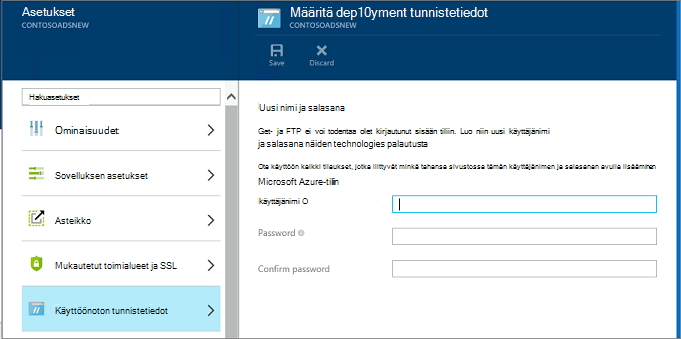 Asetukset
CONTOSOADSNEW
Hakuasetukset
Ominaisuudet
Sovelluksen asetukset
Asteikko
Mukautetut toimialueet ja SSL
Käyttöönoton tunnistetiedot
Määritä dep10yment tunnistetiedot
CONTOSOADSNEW
Save
Discard
Uusi nimi ja salasana
Get- ja FTP ei voi todentaa olet kirjautunut sisään tiliin. Luo niin uusi käyttäjänimi
ja salasana näiden technologies palautusta
Ota käyttöön kaikki tilaukset, jotka liittyvät minkä tahansa sivustossa tämän käyttäjänimen ja salasanan avulla lisääminen
Microsoft Azure-tilin
käyttäjänimi O
Password
Confirm password